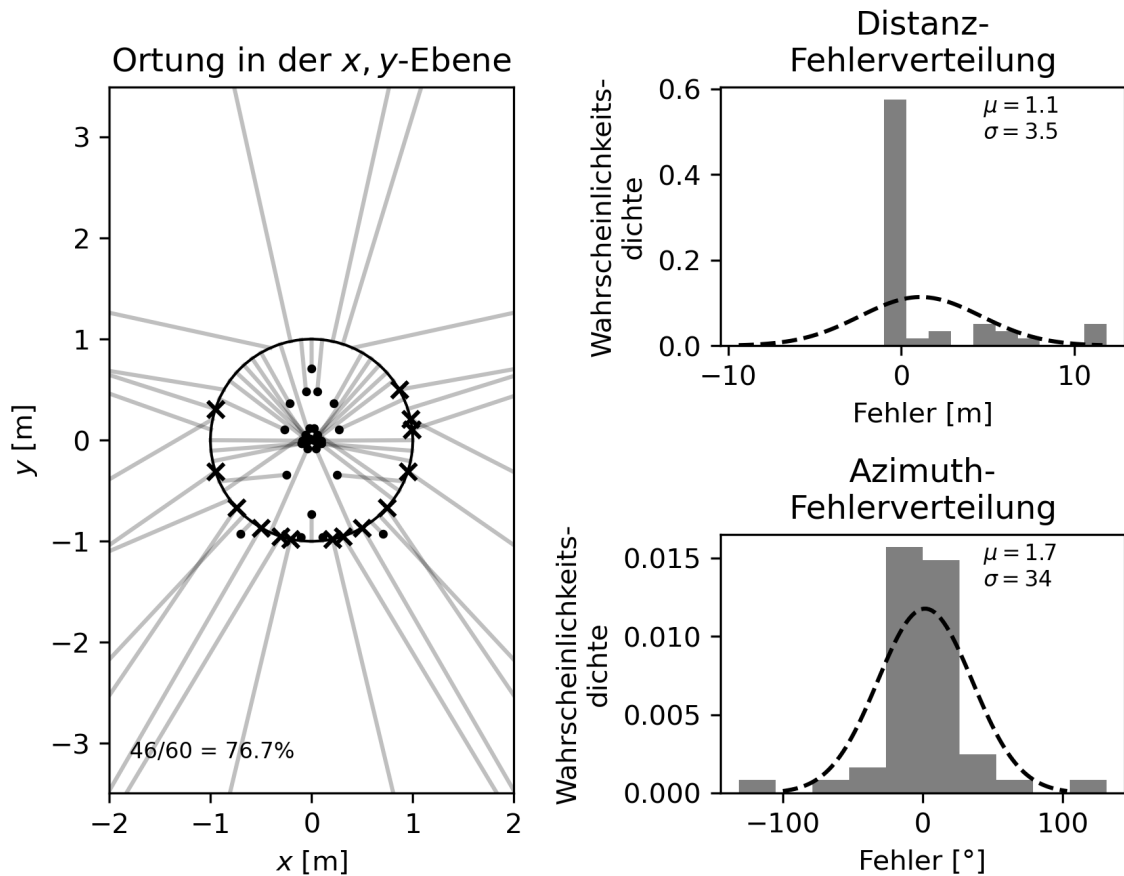 Ortung in der x, y-Ebene
3
2
1
0
−1
−2
−3
y [m]
46/60 = 76.7%
−2
−1
0
1
2
x [m]
Distanz-
Fehlerverteilung
Wahrscheinlichkeits-
dichte
0.6
0.4
0.2
0.0
μ = 1.1
σ = 3.5
−10
0
10
Fehler [m]
Azimuth-
Fehlerverteilung
Wahrscheinlichkeits-
dichte
0.015
0.010
0.005
0.000
μ = 1.7
σ = 34
−100
0
100
Fehler [°]